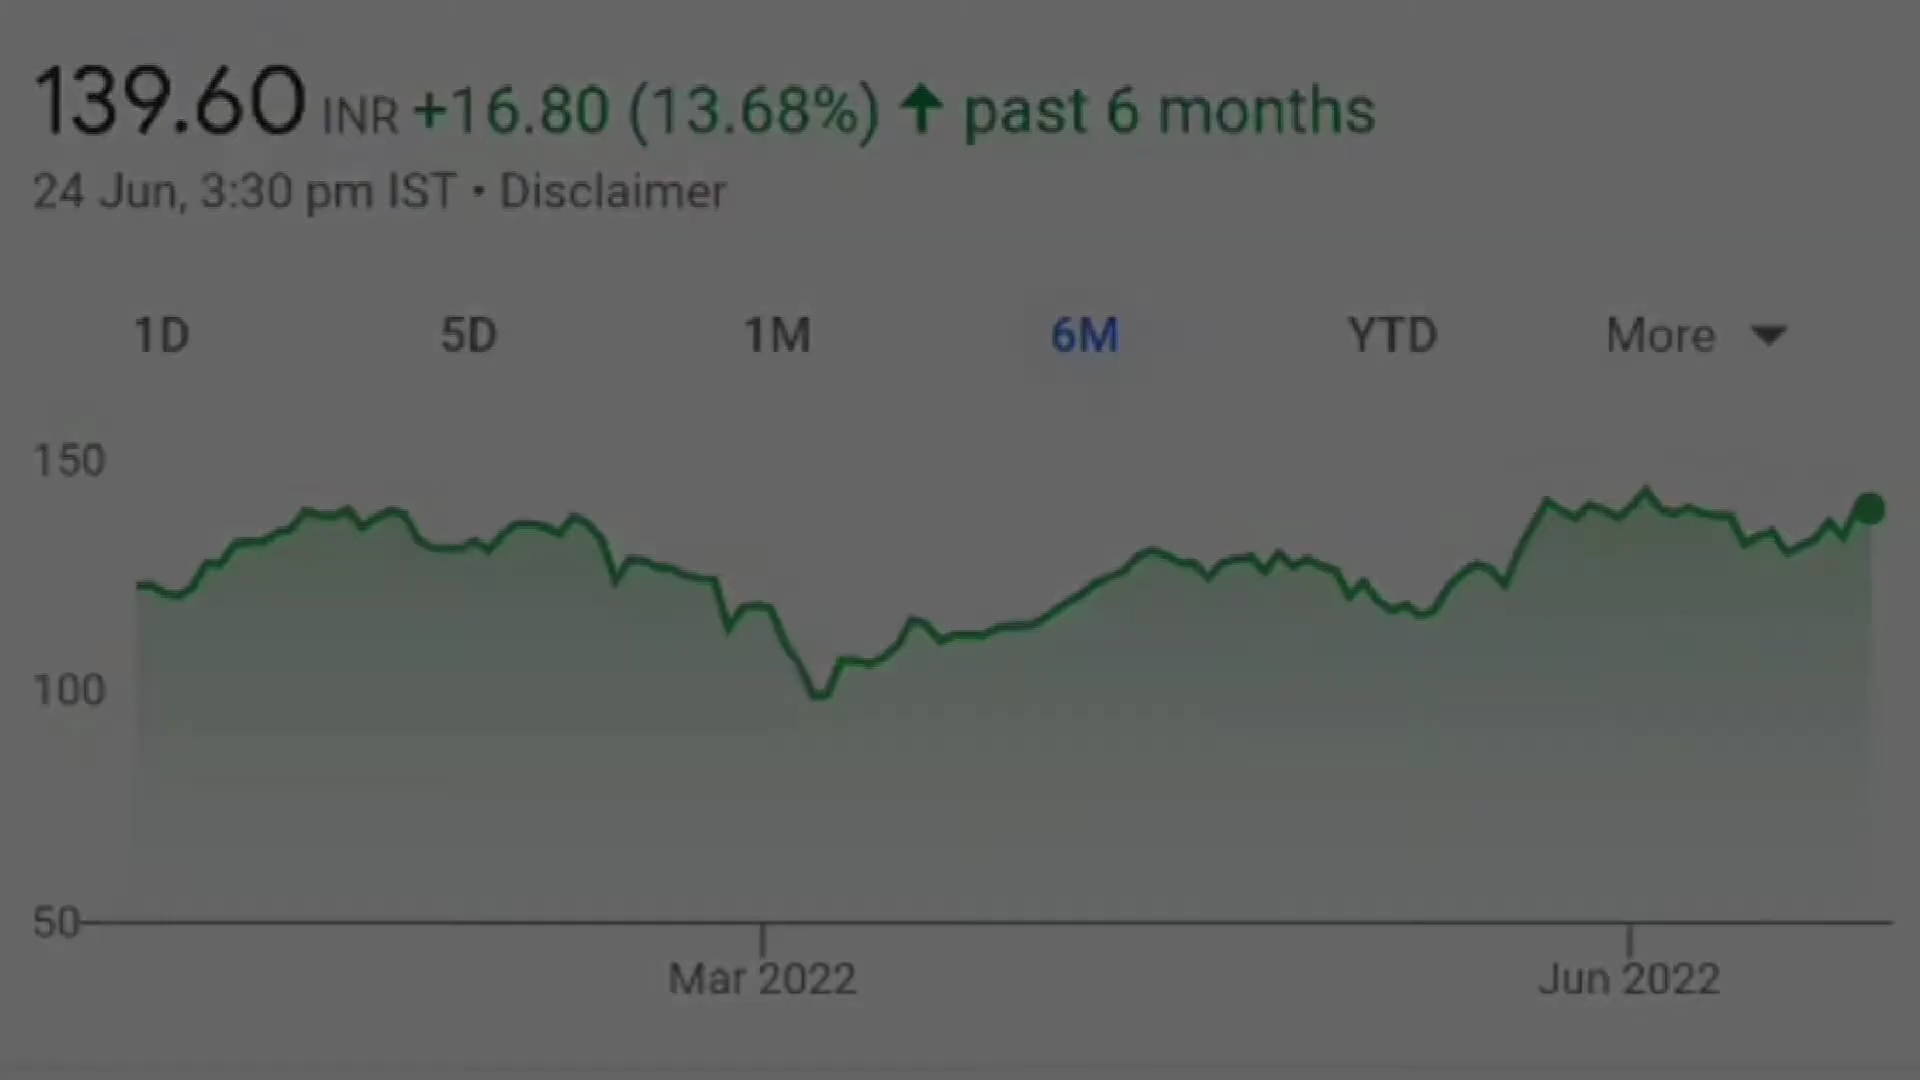 139.60 INR +16.80 (13.68%) ↑ past 6 months
24 Jun, 3:30 pm IST • Disclaimer
1D 5D 1M 6M YTD More
150
100
50
Mar 2022 Jun 2022